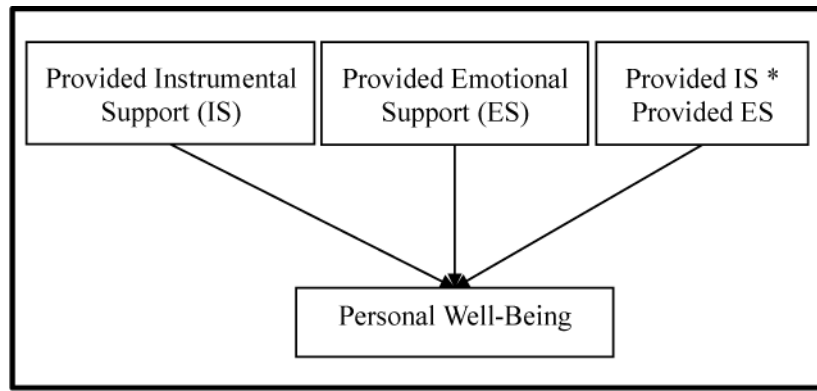 Provided Instrumental
Support (IS)
Provided Emotional
Support (ES)
Provided IS *
Provided ES
Personal Well-Being